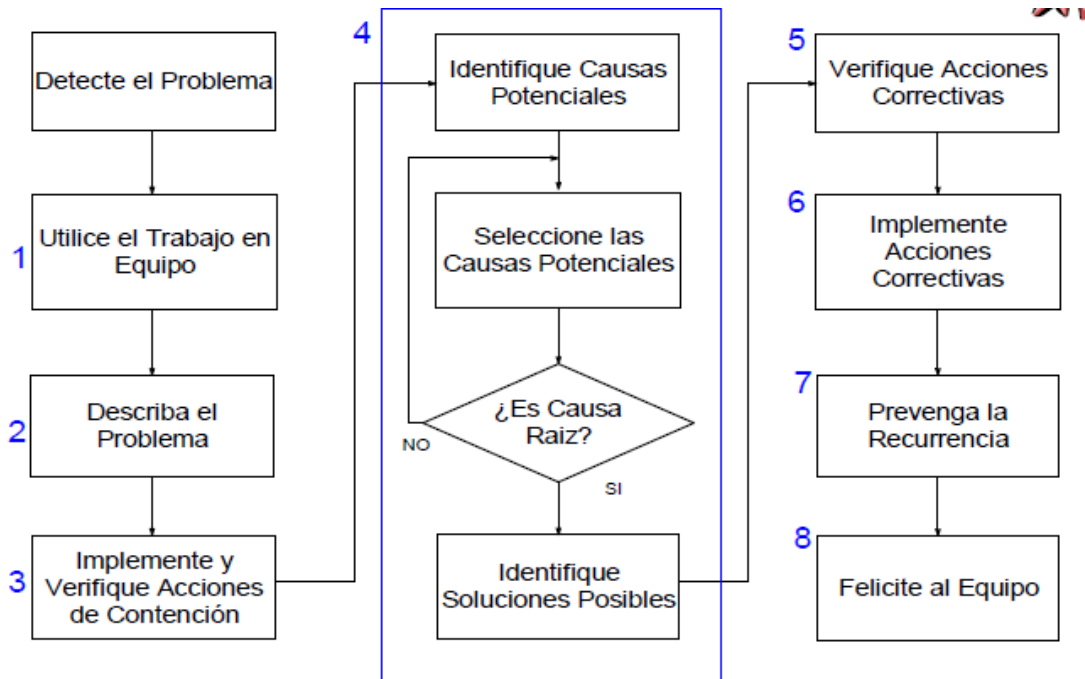 Detecte el Problema
1
Utilice el Trabajo en
Equipo
2
Describa el
Problema
3
Implemente y
Verifique Acciones
de Contención
4
Identifique Causas
Potenciales
Seleccione las
Causas Potenciales
¿Es Causa
Raiz?
NO
SI
Identifique
Soluciones Posibles
5
Verifique Acciones
Correctivas
6
Implemente
Acciones
Correctivas
7
Prevenga la
Recurrencia
8
Felicite al Equipo